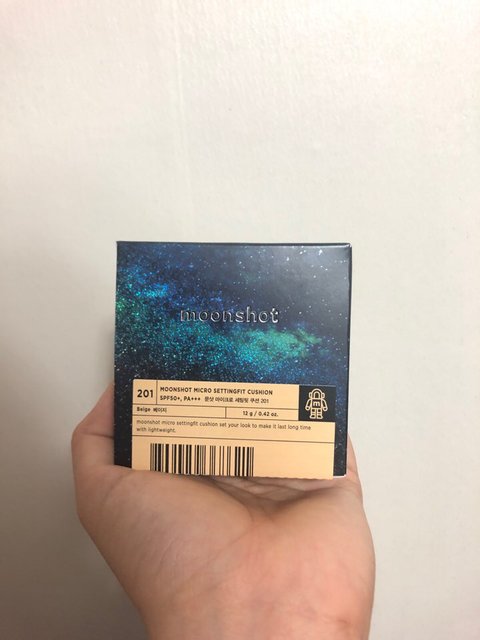 moonshot
201
MOONSHOT MICRO SETTINGFIT CUSHION
SPF50+, PA+++ 문샷 마이크로 세팅핏 쿠션 201
Beige 베이지
12 g / 0.42 oz.
m
moonshot micro settingfit cushion set your look to make it last long time
with lightweight.